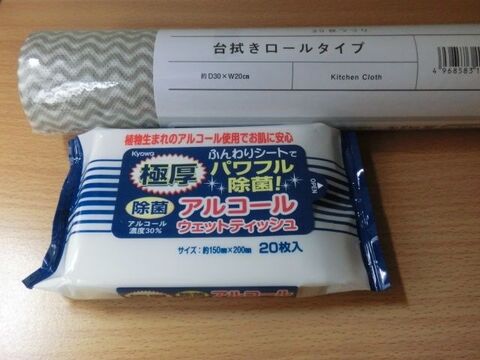 台拭きロールタイプ
約D30×W20cm
Kitchen Cloth
4 968583 1
植物生まれのアルコール使用でお肌に安心
Kyowa
ふんわりシートで
極厚
パワフル
除菌!
OPEN
除菌
アルコール
アルコール
濃度30%
ウェットティッシュ
サイズ:約150mm×200mm
20枚入